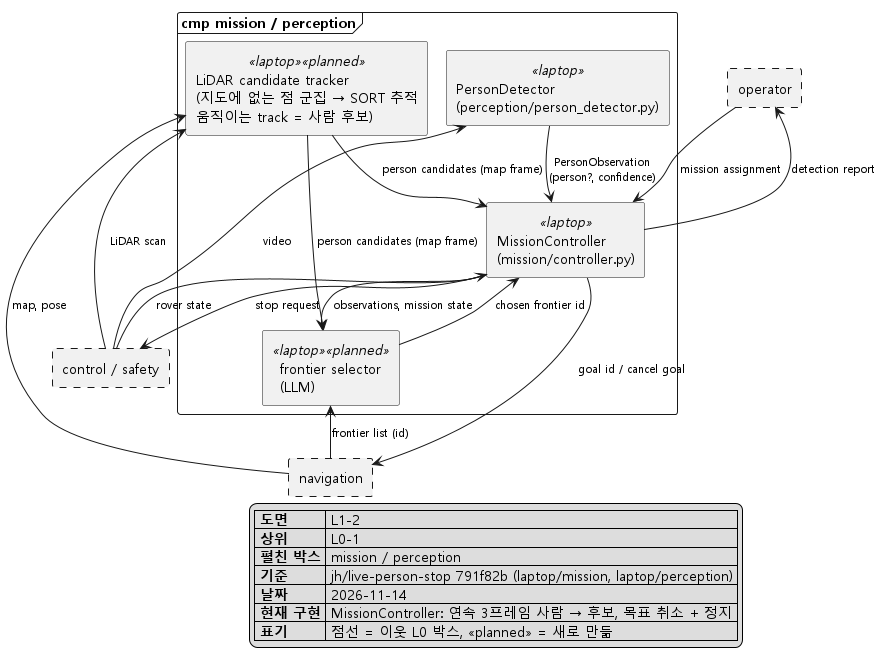 cmp mission / perception
«laptop»«planned»
LiDAR candidate tracker
(지도에 없는 점 군집 → SORT 추적
움직이는 track = 사람 후보)
«laptop»
PersonDetector
(perception/person_detector.py)
operator
person candidates (map frame)
PersonObservation
(person?, confidence)
mission assignment
detection report
«laptop»
MissionController
(mission/controller.py)
LiDAR scan
video
person candidates (map frame)
map, pose
rover state
stop request
observations, mission state
chosen frontier id
control / safety
«laptop»«planned»
frontier selector
(LLM)
goal id / cancel goal
frontier list (id)
navigation
도면 L1-2
상위 L0-1
펼친 박스 mission / perception
기준 jh/live-person-stop 791f82b (laptop/mission, laptop/perception)
날짜 2026-11-14
현재 구현 MissionController: 연속 3프레임 사람 → 후보, 목표 취소 + 정지
표기 점선 = 이웃 L0 박스, «planned» = 새로 만듦